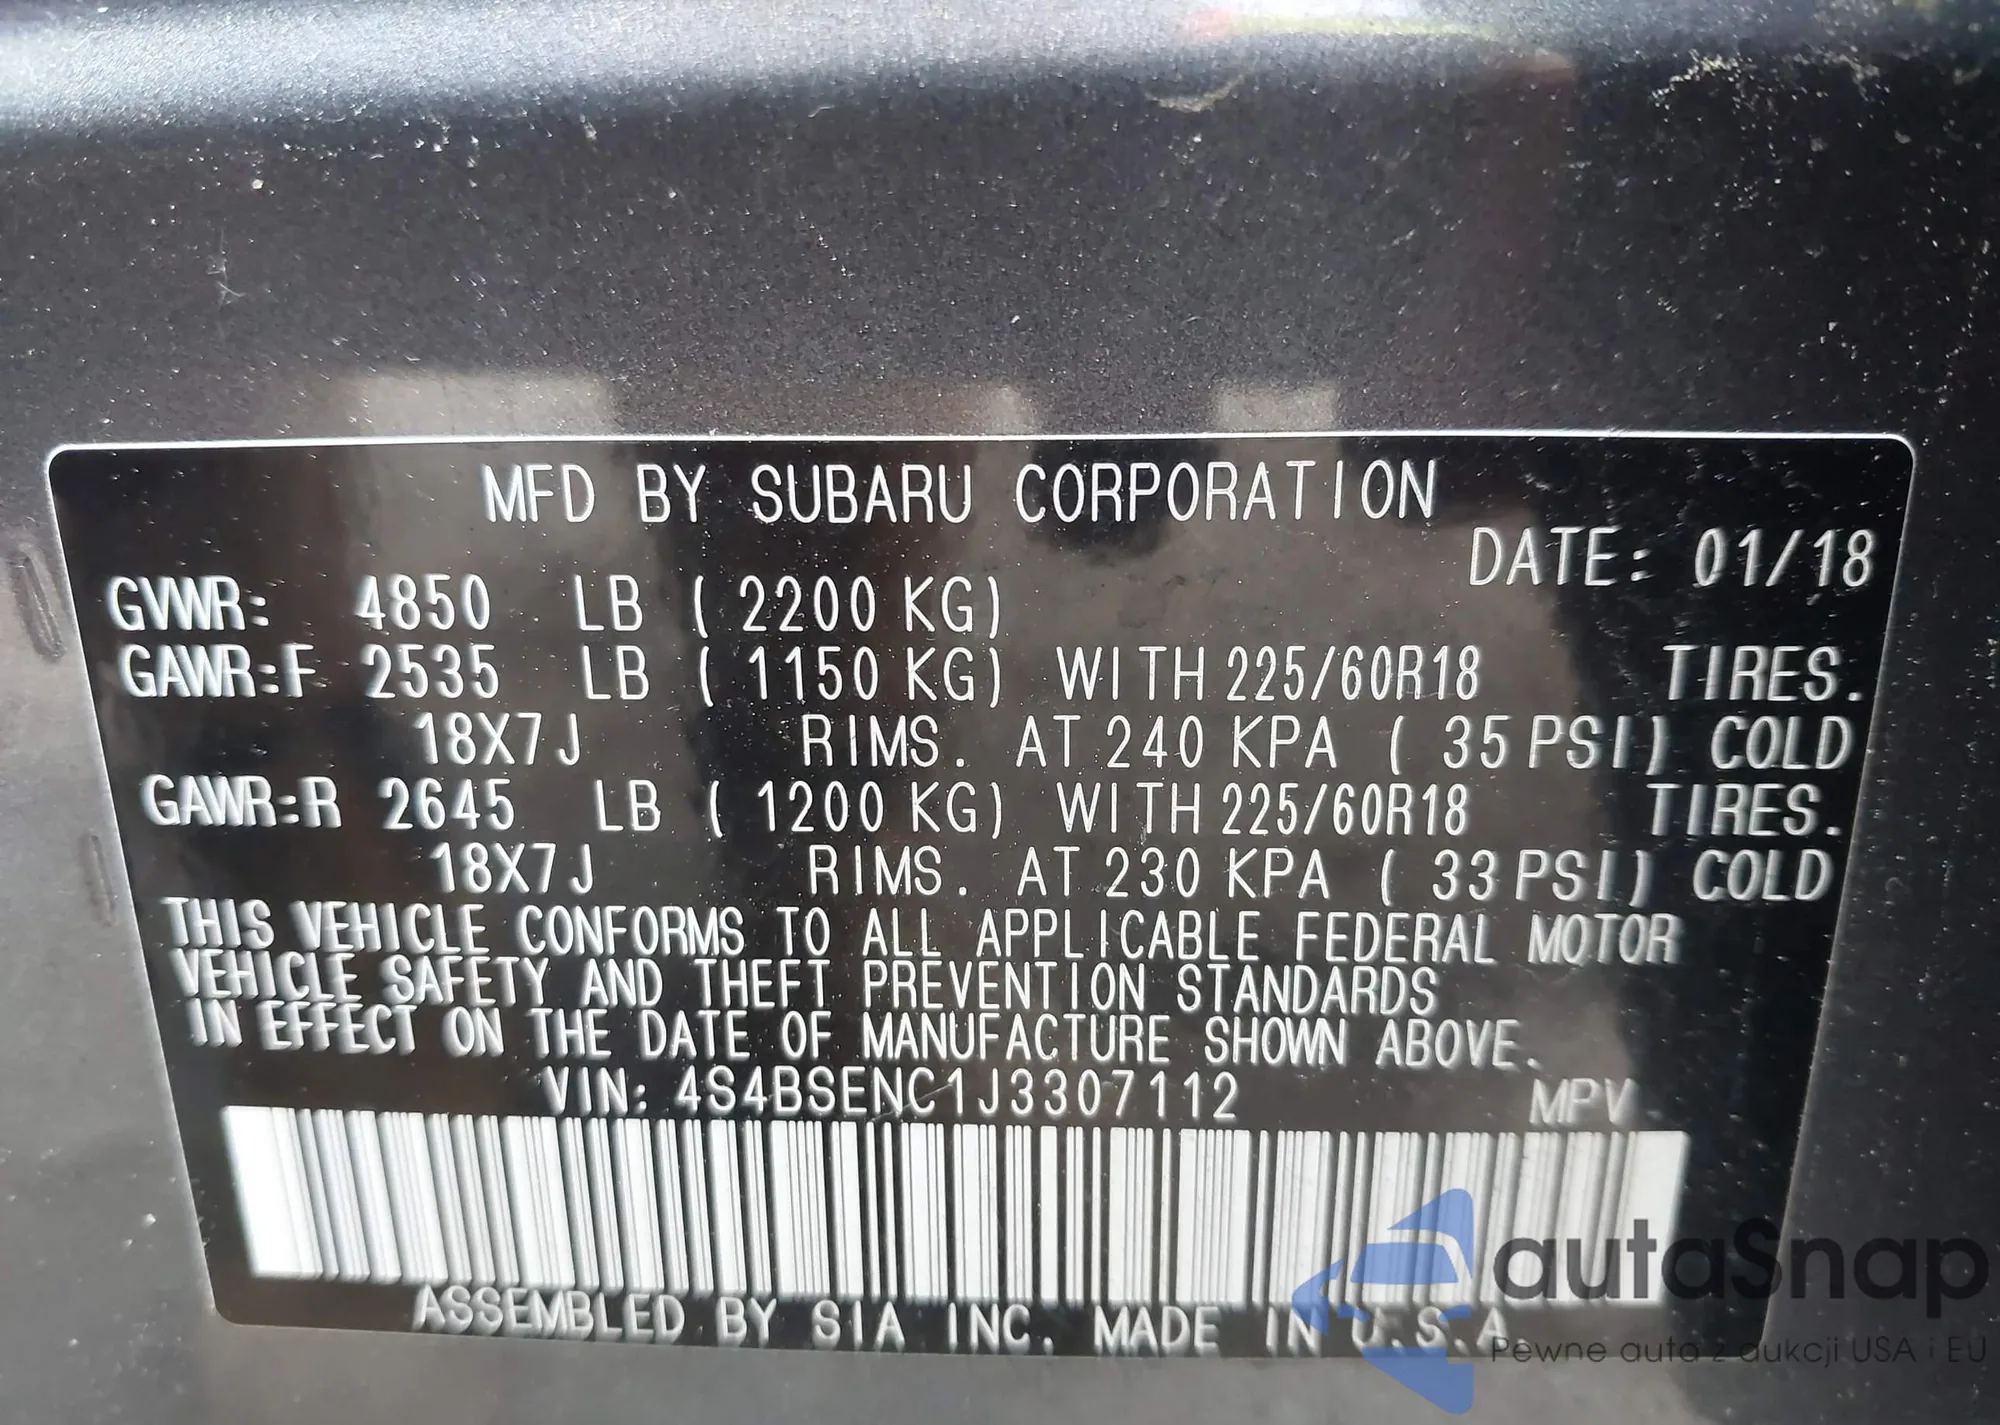 MFD BY SUBARU CORPORATION
DATE: 01/18
GVWR: 4850 LB (2200 KG)
GAWR:F 2535 LB (1150 KG) WITH 225/60R18 TIRES.
18X7J RIMS. AT 240 KPA (35 PSI) COLD
GAWR:R 2645 LB (1200 KG) WITH 225/60R18 TIRES.
18X7J RIMS. AT 230 KPA (33 PSI) COLD
THIS VEHICLE CONFORMS TO ALL APPLICABLE FEDERAL MOTOR
VEHICLE SAFETY AND THEFT PREVENTION STANDARDS
IN EFFECT ON THE DATE OF MANUFACTURE SHOWN ABOVE.
VIN: 4S4BSENC1J3307112 MPV
ASSEMBLED BY SIA INC. MADE IN U.S.A.
autaSnap
Pewne auta z aukcji USA i EU